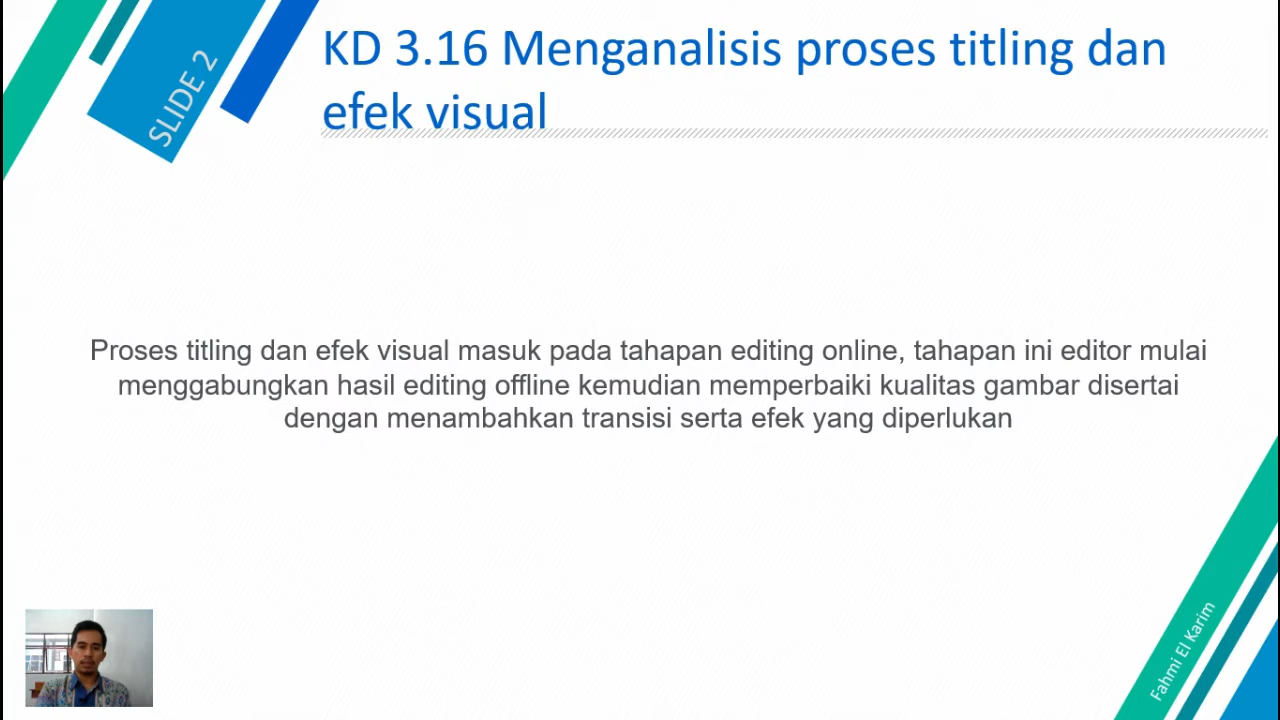 SLIDE 2
KD 3.16 Menganalisis proses titling dan
efek visual
Proses titling dan efek visual masuk pada tahapan editing online, tahapan ini editor mulai
menggabungkan hasil editing offline kemudian memperbaiki kualitas gambar disertai
dengan menambahkan transisi serta efek yang diperlukan
Fahmi El Karim